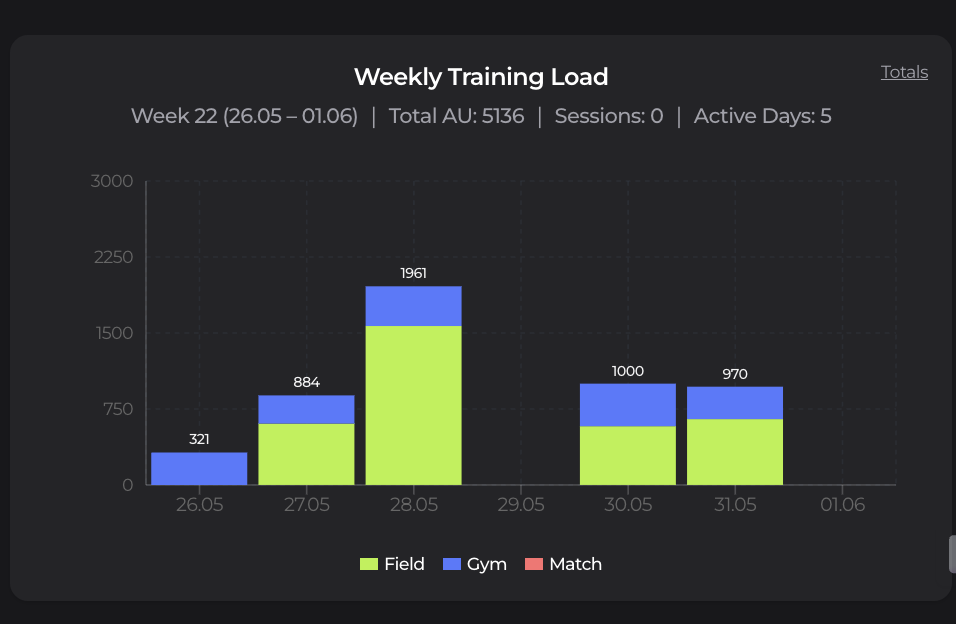 Weekly Training Load
Totals
Week 22 (26.05 – 01.06) | Total AU: 5136 | Sessions: 0 | Active Days: 5
3000
2250
1500
750
0
321
884
1961
1000
970
26.05 27.05 28.05 29.05 30.05 31.05 01.06
Field Gym Match